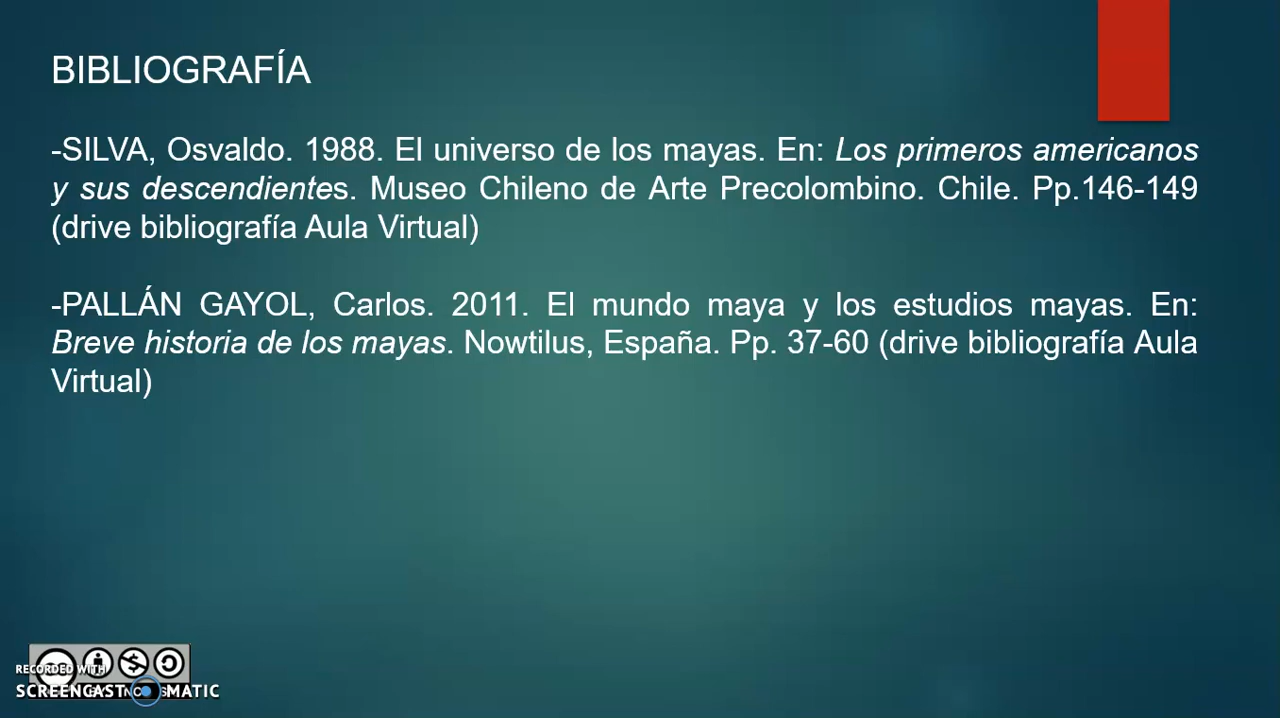 BIBLIOGRAFÍA
-SILVA, Osvaldo. 1988. El universo de los mayas. En: Los primeros americanos
y sus descendientes. Museo Chileno de Arte Precolombino. Chile. Pp.146-149
(drive bibliografía Aula Virtual)
-PALLÁN GAYOL, Carlos. 2011. El mundo maya y los estudios mayas. En:
Breve historia de los mayas. Nowtilus, España. Pp. 37-60 (drive bibliografía Aula
Virtual)
RECORDED WITH
SCREENCAST MATIC